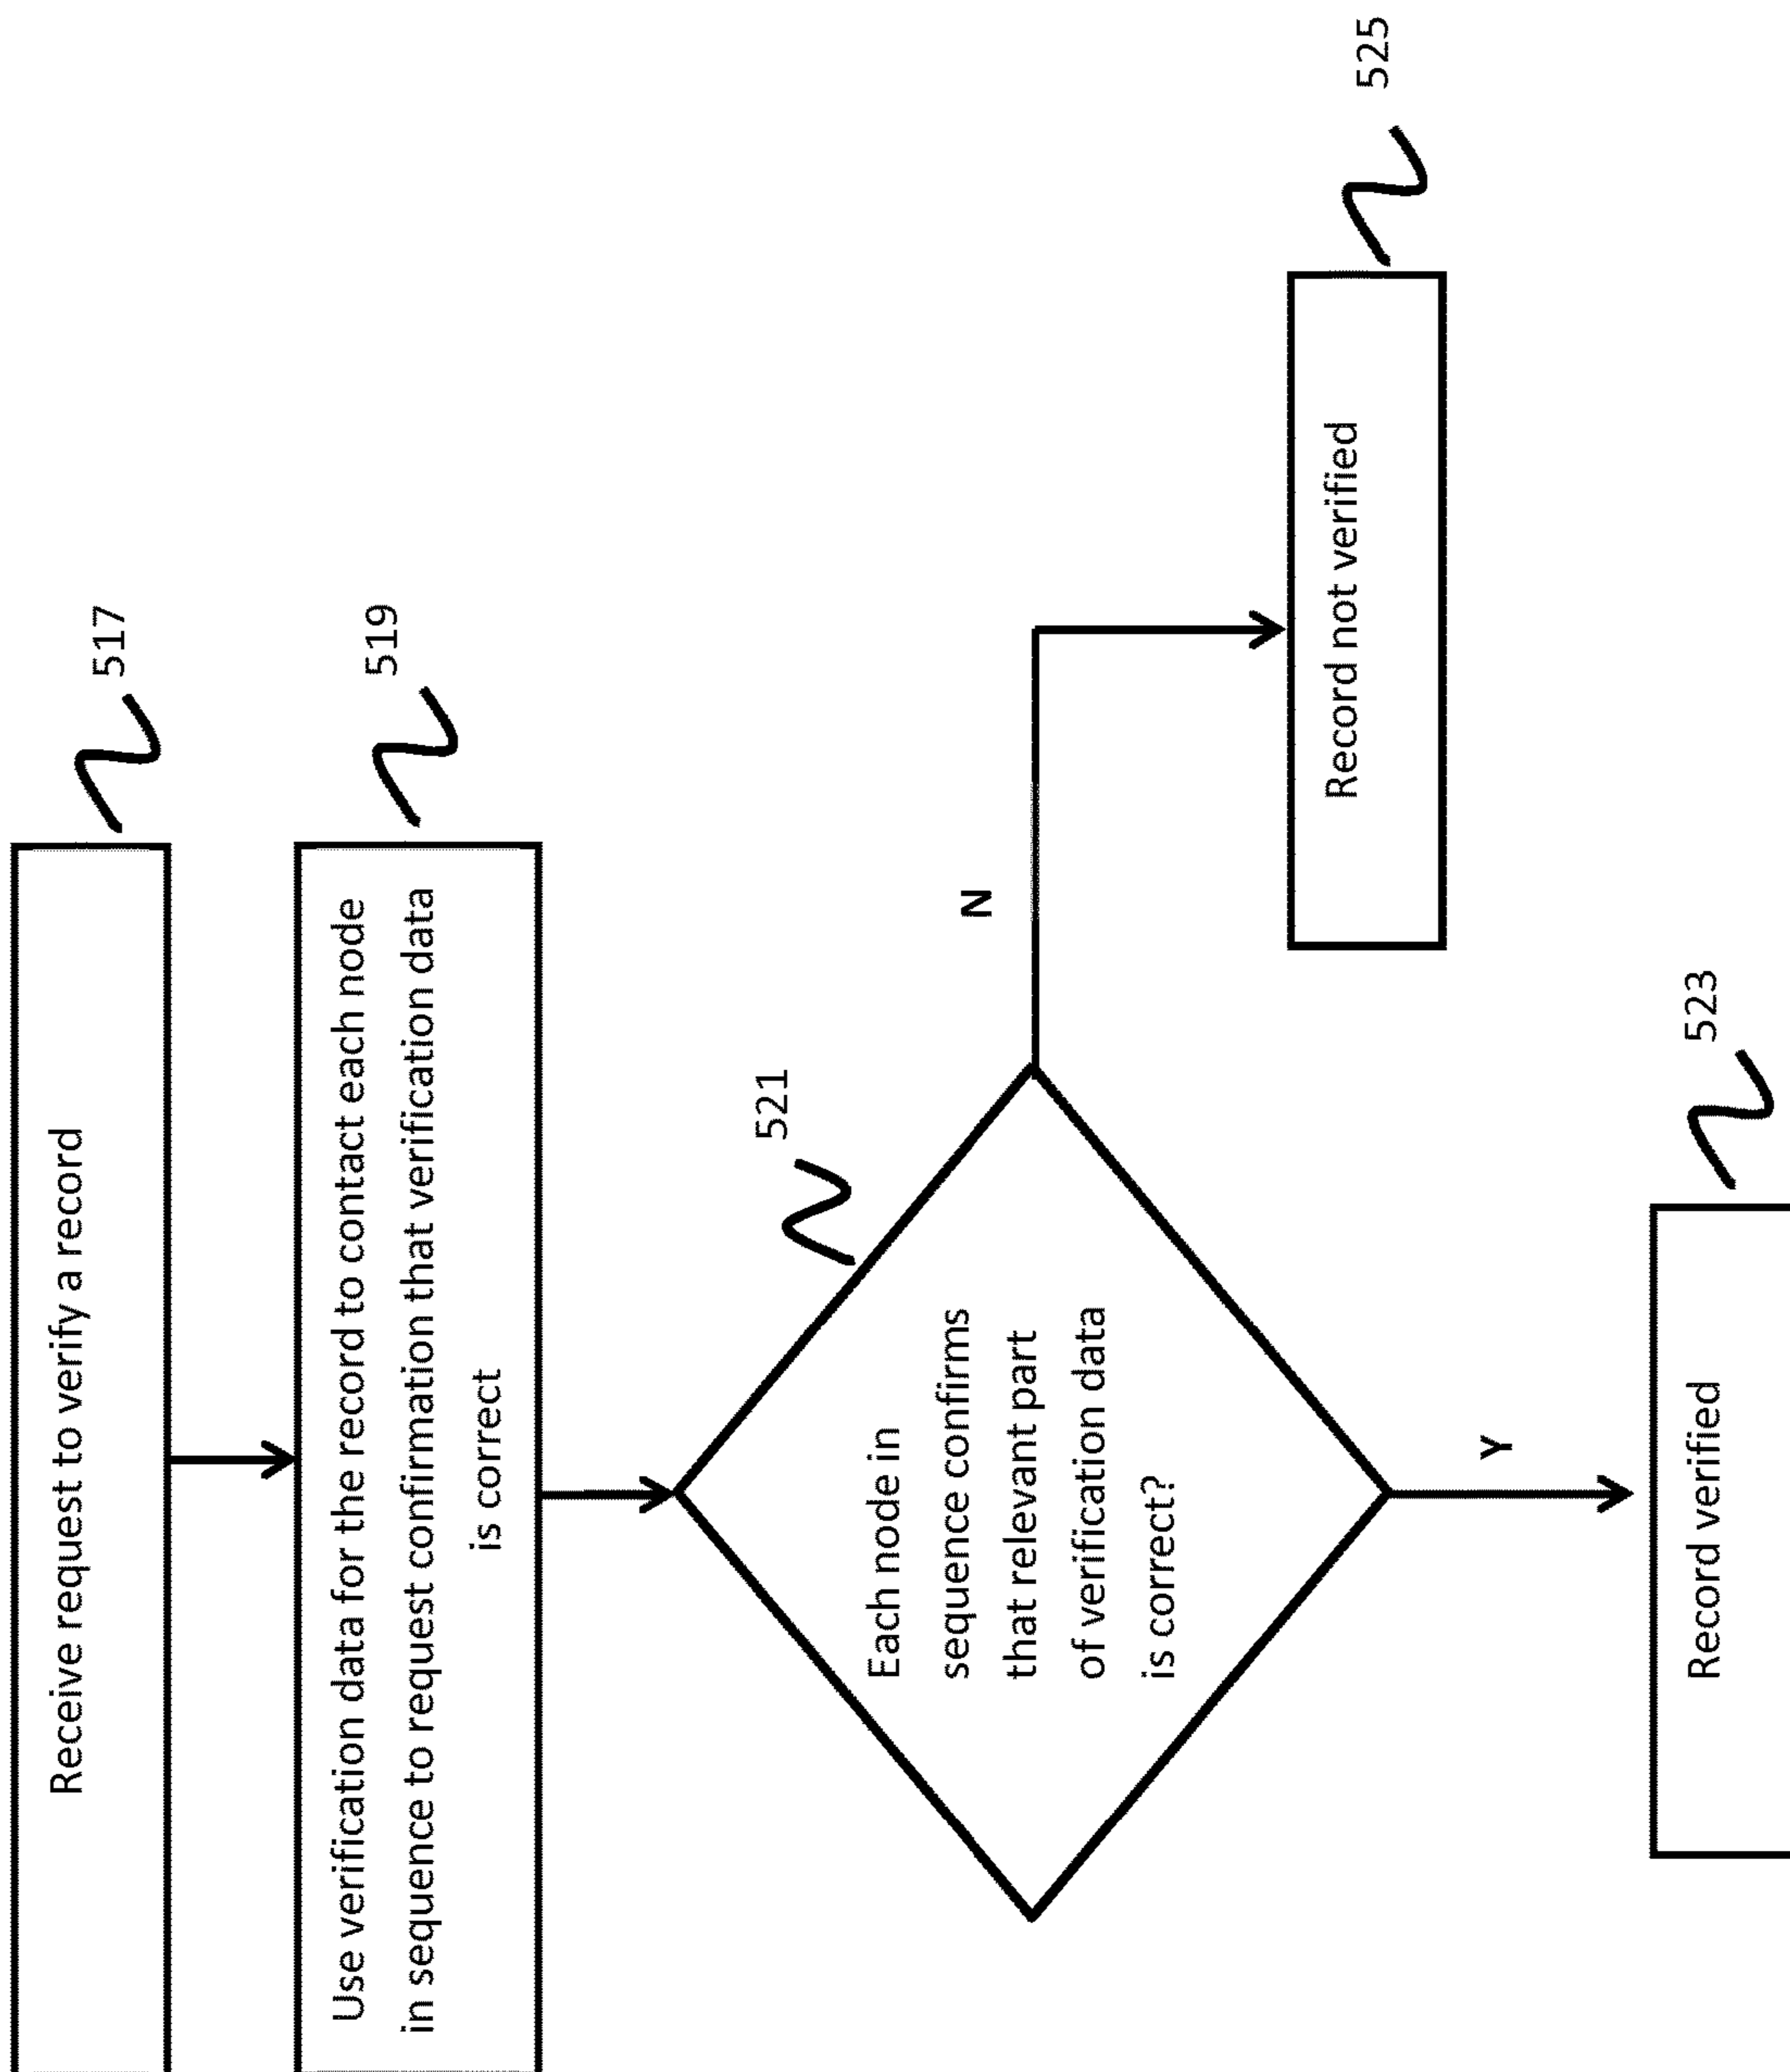 Receive request to verify a record
517
Use verification data for the record to contact each node
in sequence to request confirmation that verification data
is correct
519
521
Each node in
sequence confirms
that relevant part
of verification data
is correct?
N
Record not verified
525
Y
Record verified
523